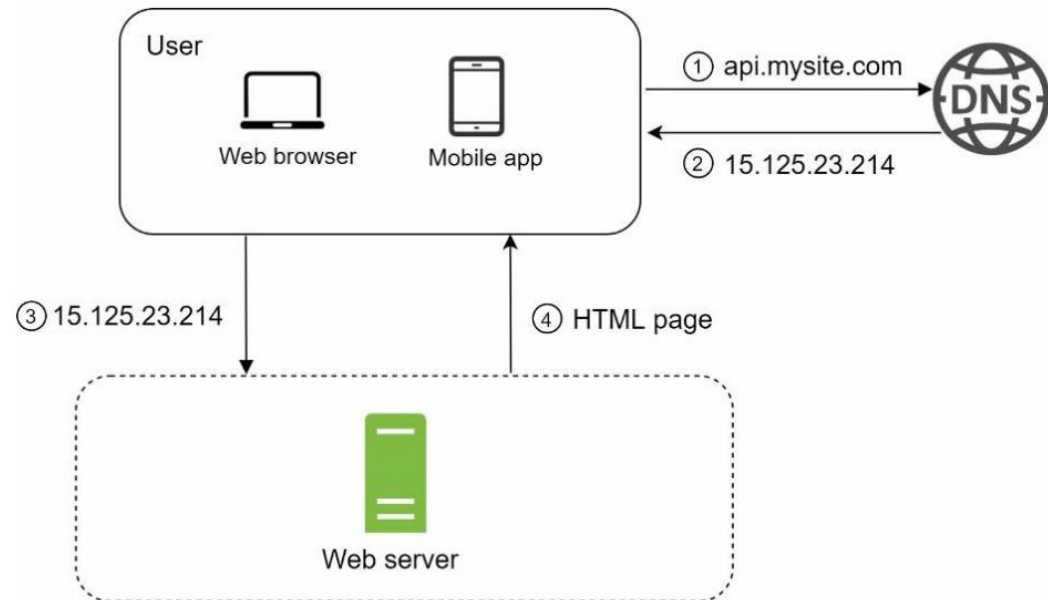 User
Web browser
Mobile app
① api.mysite.com
DNS
② 15.125.23.214
③ 15.125.23.214
④ HTML page
Web server